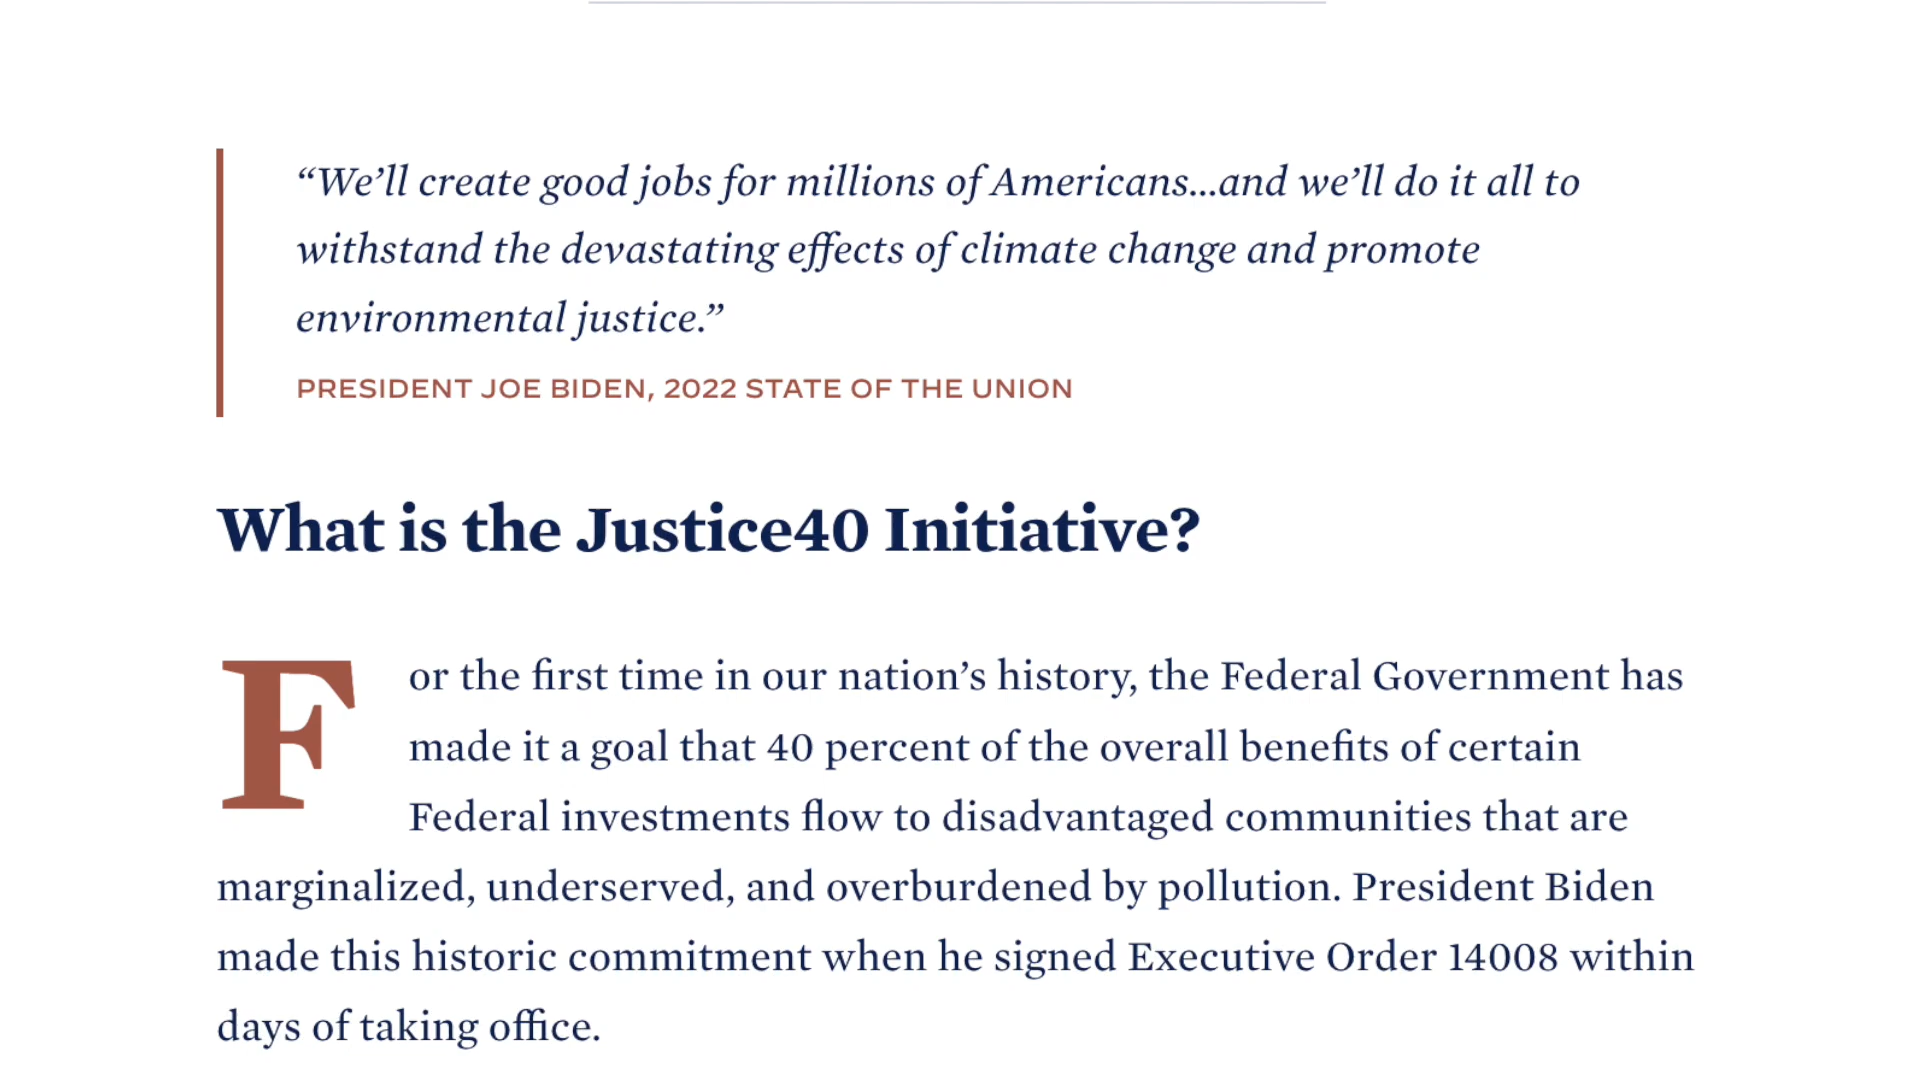 “We’ll create good jobs for millions of Americans...and we’ll do it all to
withstand the devastating effects of climate change and promote
environmental justice.”
PRESIDENT JOE BIDEN, 2022 STATE OF THE UNION
What is the Justice40 Initiative?
For the first time in our nation’s history, the Federal Government has
made it a goal that 40 percent of the overall benefits of certain
Federal investments flow to disadvantaged communities that are
marginalized, underserved, and overburdened by pollution. President Biden
made this historic commitment when he signed Executive Order 14008 within
days of taking office.